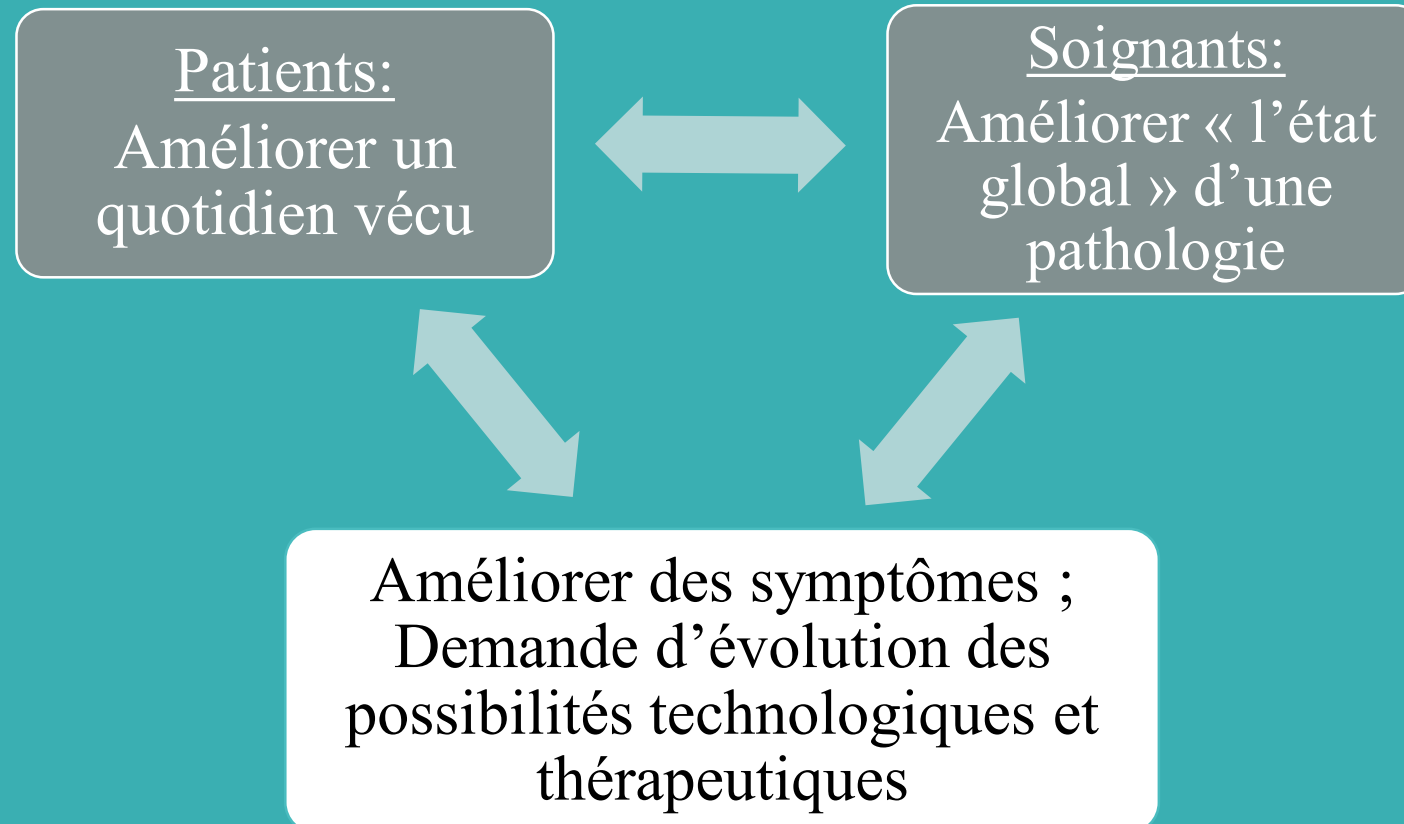 Patients:
Améliorer un
quotidien vécu
Soignants:
Améliorer « l’état
global » d’une
pathologie
Améliorer des symptômes ;
Demande d’évolution des
possibilités technologiques et
thérapeutiques